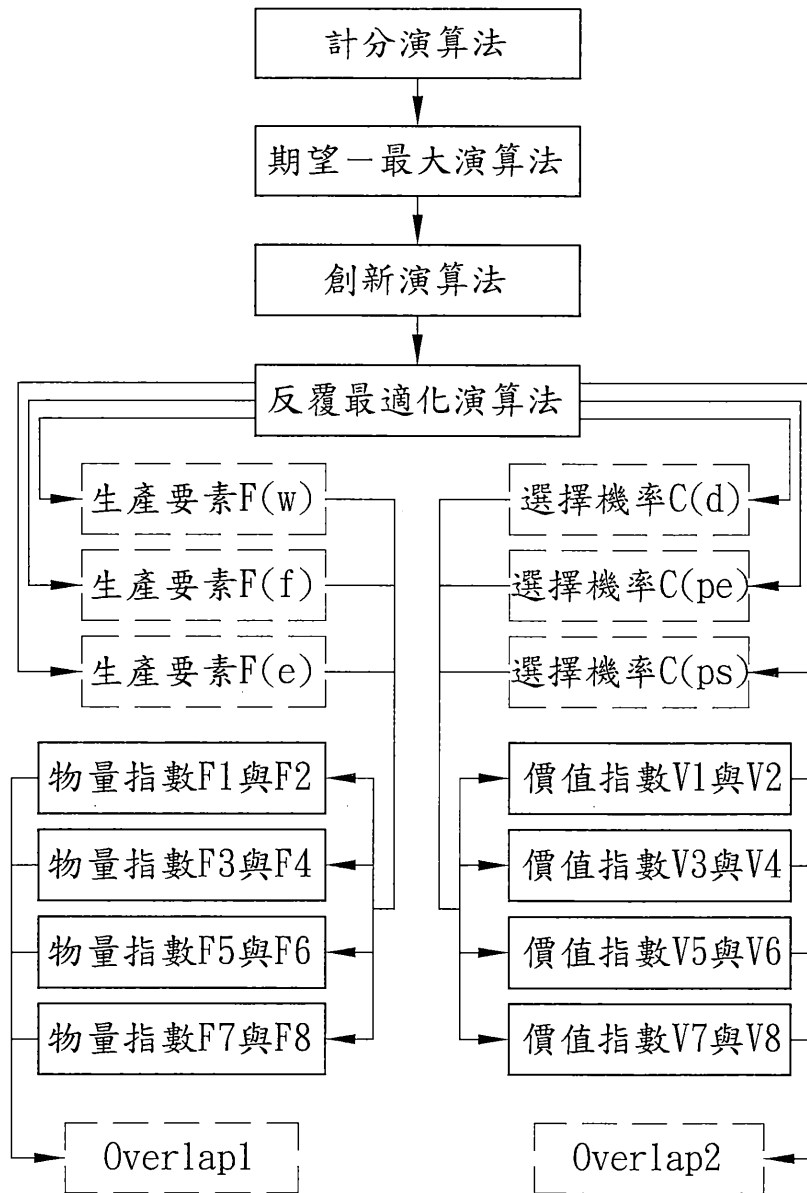 計分演算法
期望－最大演算法
創新演算法
反覆最適化演算法
生產要素F(w)
生產要素F(f)
生產要素F(e)
選擇機率C(d)
選擇機率C(pe)
選擇機率C(ps)
物量指數F1與F2
物量指數F3與F4
物量指數F5與F6
物量指數F7與F8
價值指數V1與V2
價值指數V3與V4
價值指數V5與V6
價值指數V7與V8
Overlap1
Overlap2